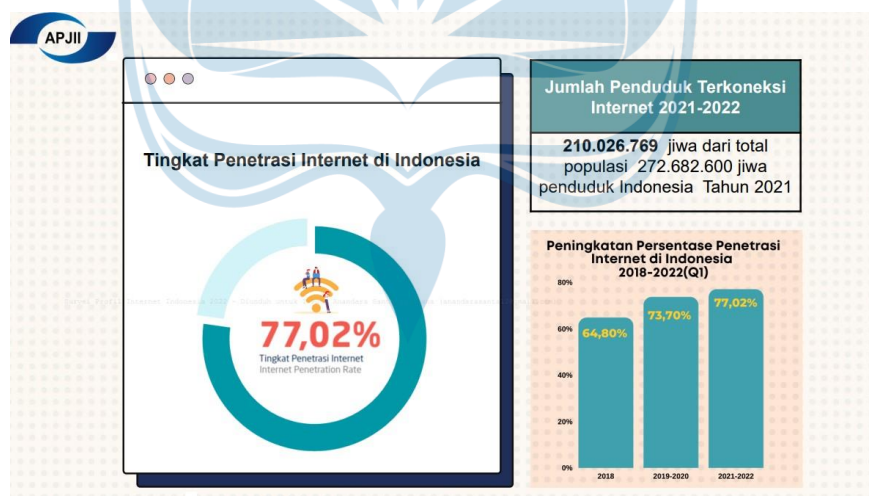 APJII
Tingkat Penetrasi Internet di Indonesia
77,02%
Tingkat Penetrasi Internet
Internet Penetration Rate
Jumlah Penduduk Terkoneksi
Internet 2021-2022
210.026.769 jiwa dari total
populasi 272.682.600 jiwa
penduduk Indonesia Tahun 2021
Peningkatan Persentase Penetrasi
Internet di Indonesia
2018-2022(Q1)
80%
60%
40%
20%
0%
64,80%
73,70%
77,02%
2018
2019-2020
2021-2022